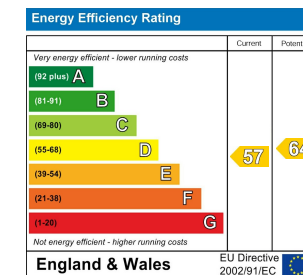 Energy Efficiency Rating
Current
Very energy efficient - lower running costs
(92 plus) A
(81-91) B
(69-80) C
(55-68) D
57
(39-54) E
(21-38) F
(1-20) G
Not energy efficient - higher running costs
England & Wales
EU Directive
2002/91/EC